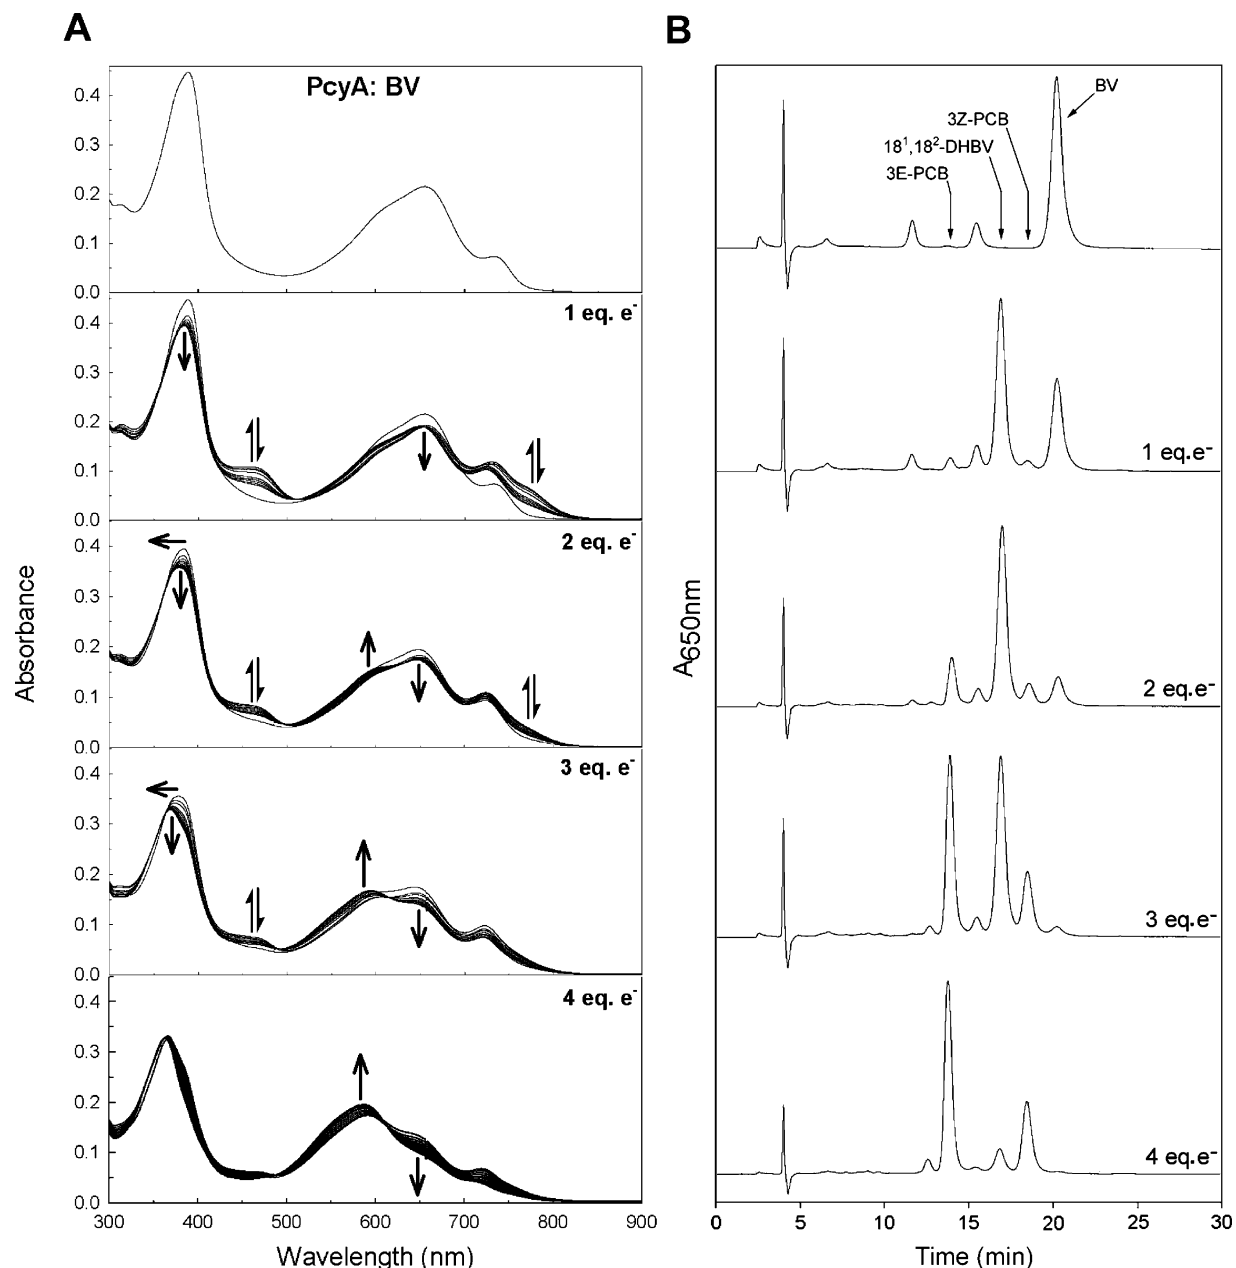 A
B
PcyA: BV
1 eq. e⁻
2 eq. e⁻
3 eq. e⁻
4 eq. e⁻
0.4
0.3
0.2
0.1
0.0
0.4
0.3
0.2
0.1
0.0
0.4
0.3
0.2
0.1
0.0
0.4
0.3
0.2
0.1
0.0
0.4
0.3
0.2
0.1
0.0
300 400 500 600 700 800 900
Absorbance
Wavelength (nm)
BV
3Z-PCB
18¹,18²-DHBV
3E-PCB
1 eq.e⁻
2 eq.e⁻
3 eq.e⁻
4 eq.e⁻
A650nm
0 5 10 15 20 25 30
Time (min)